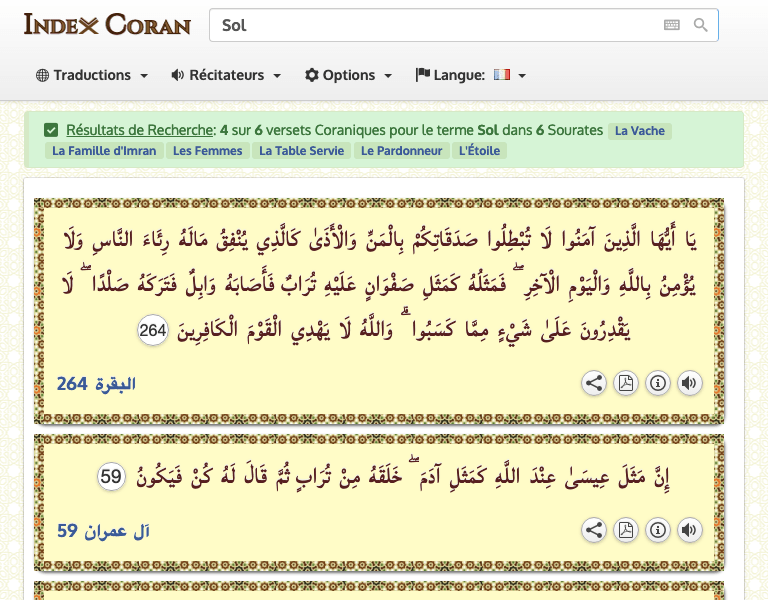 INDEX CORAN
Sol
Traductions
Récitateurs
Options
Langue:
Résultats de Recherche: 4 sur 6 versets Coraniques pour le terme Sol dans 6 Sourates La Vache
La Famille d'Imran Les Femmes La Table Servie Le Pardonneur L'Étoile
يَا أَيُّهَا الَّذِينَ آمَنُوا لَا تُبْطِلُوا صَدَقَاتِكُمْ بِالْمَنِّ وَالْأَذَىٰ كَالَّذِي يُنْفِقُ مَالَهُ رِئَاءَ النَّاسِ وَلَا
يُؤْمِنُ بِاللَّهِ وَالْيَوْمِ الْآخِرِ ۖ فَمَثَلُهُ كَمَثَلِ صَفْوَانٍ عَلَيْهِ تُرَابٌ فَأَصَابَهُ وَابِلٌ فَتَرَكَهُ صَلْدًا ۖ لَا
يَقْدِرُونَ عَلَىٰ شَيْءٍ مِمَّا كَسَبُوا ۗ وَاللَّهُ لَا يَهْدِي الْقَوْمَ الْكَافِرِينَ 264
البقرة 264
إِنَّ مَثَلَ عِيسَىٰ عِنْدَ اللَّهِ كَمَثَلِ آدَمَ ۖ خَلَقَهُ مِنْ تُرَابٍ ثُمَّ قَالَ لَهُ كُنْ فَيَكُونُ 59
آل عمران 59